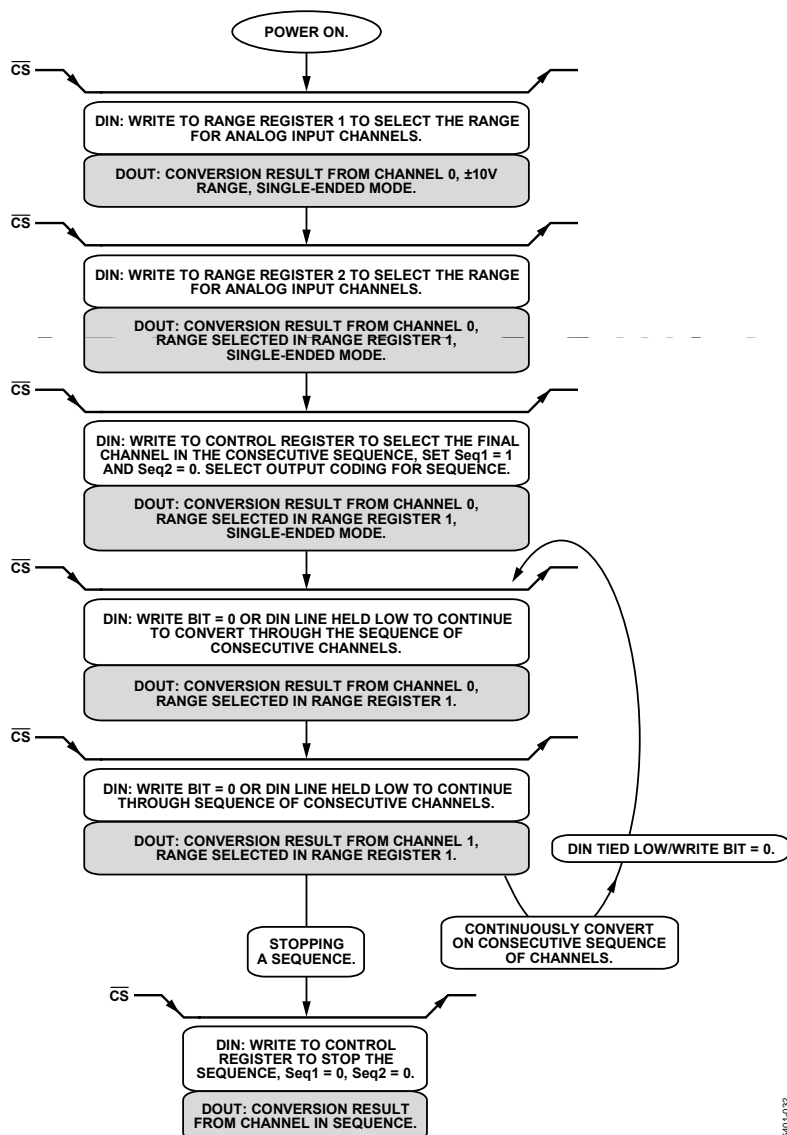 POWER ON.
CS
DIN: WRITE TO RANGE REGISTER 1 TO SELECT THE RANGE
FOR ANALOG INPUT CHANNELS.
DOUT: CONVERSION RESULT FROM CHANNEL 0, ±10V
RANGE, SINGLE-ENDED MODE.
CS
DIN: WRITE TO RANGE REGISTER 2 TO SELECT THE RANGE
FOR ANALOG INPUT CHANNELS.
DOUT: CONVERSION RESULT FROM CHANNEL 0,
RANGE SELECTED IN RANGE REGISTER 1,
SINGLE-ENDED MODE.
CS
DIN: WRITE TO CONTROL REGISTER TO SELECT THE FINAL
CHANNEL IN THE CONSECUTIVE SEQUENCE, SET Seq1 = 1
AND Seq2 = 0. SELECT OUTPUT CODING FOR SEQUENCE.
DOUT: CONVERSION RESULT FROM CHANNEL 0,
RANGE SELECTED IN RANGE REGISTER 1,
SINGLE-ENDED MODE.
CS
DIN: WRITE BIT = 0 OR DIN LINE HELD LOW TO CONTINUE
TO CONVERT THROUGH THE SEQUENCE OF
CONSECUTIVE CHANNELS.
DOUT: CONVERSION RESULT FROM CHANNEL 0,
RANGE SELECTED IN RANGE REGISTER 1.
CS
DIN: WRITE BIT = 0 OR DIN LINE HELD LOW TO CONTINUE
THROUGH SEQUENCE OF CONSECUTIVE CHANNELS.
DOUT: CONVERSION RESULT FROM CHANNEL 1,
RANGE SELECTED IN RANGE REGISTER 1.
DIN TIED LOW/WRITE BIT = 0.
STOPPING
A SEQUENCE.
CONTINUOUSLY CONVERT
ON CONSECUTIVE SEQUENCE
OF CHANNELS.
CS
DIN: WRITE TO CONTROL
REGISTER TO STOP THE
SEQUENCE, Seq1 = 0, Seq2 = 0.
DOUT: CONVERSION RESULT
FROM CHANNEL IN SEQUENCE.